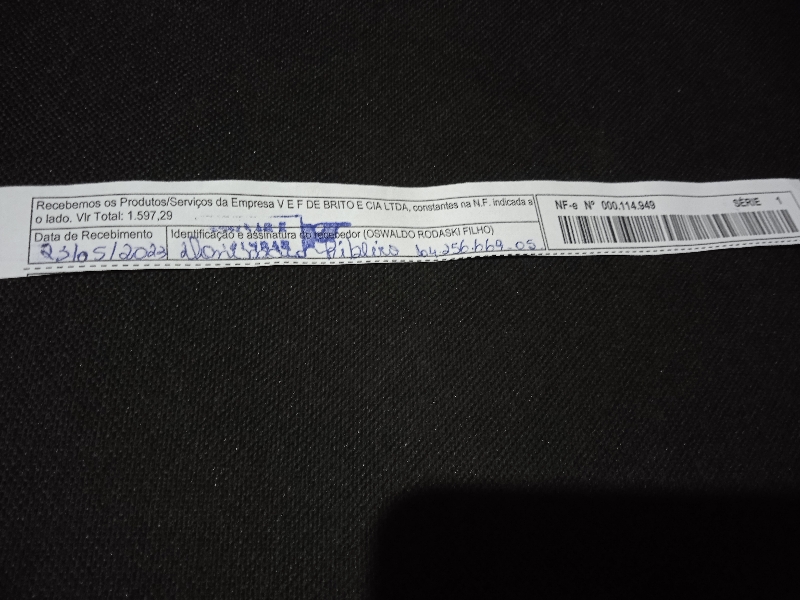 Recebemos os Produtos/Serviços da Empresa V E F DE BRITO E CIA LTDA, constantes na N.F. indicada a
o lado. Vlr Total: 1.597,29
Data de Recebimento
Identificação e assinatura do recebedor (OSWALDO RODASKI FILHO)
23/05/2023
Ribeiro
NF-e Nº 000.114.949 SÉRIE 1